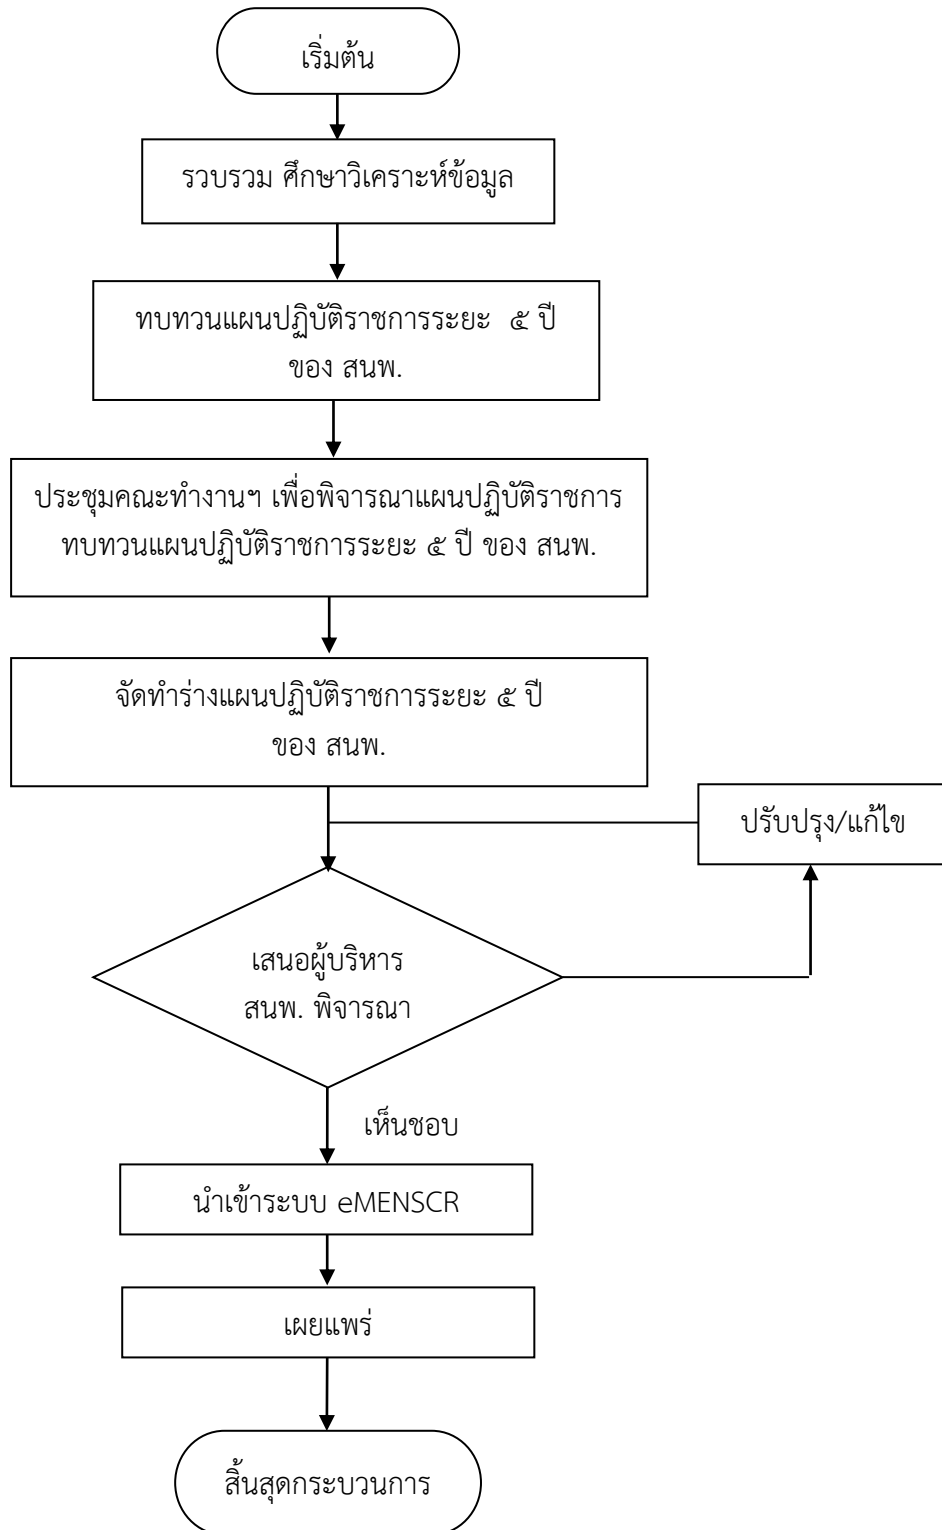 เริ่มต้น
รวบรวม ศึกษาวิเคราะห์ข้อมูล
ทบทวนแผนปฏิบัติราชการระยะ ๕ ปี
ของ สนพ.
ประชุมคณะทำงานฯ เพื่อพิจารณาแผนปฏิบัติราชการ
ทบทวนแผนปฏิบัติราชการระยะ ๕ ปี ของ สนพ.
จัดทำร่างแผนปฏิบัติราชการระยะ ๕ ปี
ของ สนพ.
ปรับปรุง/แก้ไข
เสนอผู้บริหาร
สนพ. พิจารณา
เห็นชอบ
นำเข้าระบบ eMENSCR
เผยแพร่
สิ้นสุดกระบวนการ